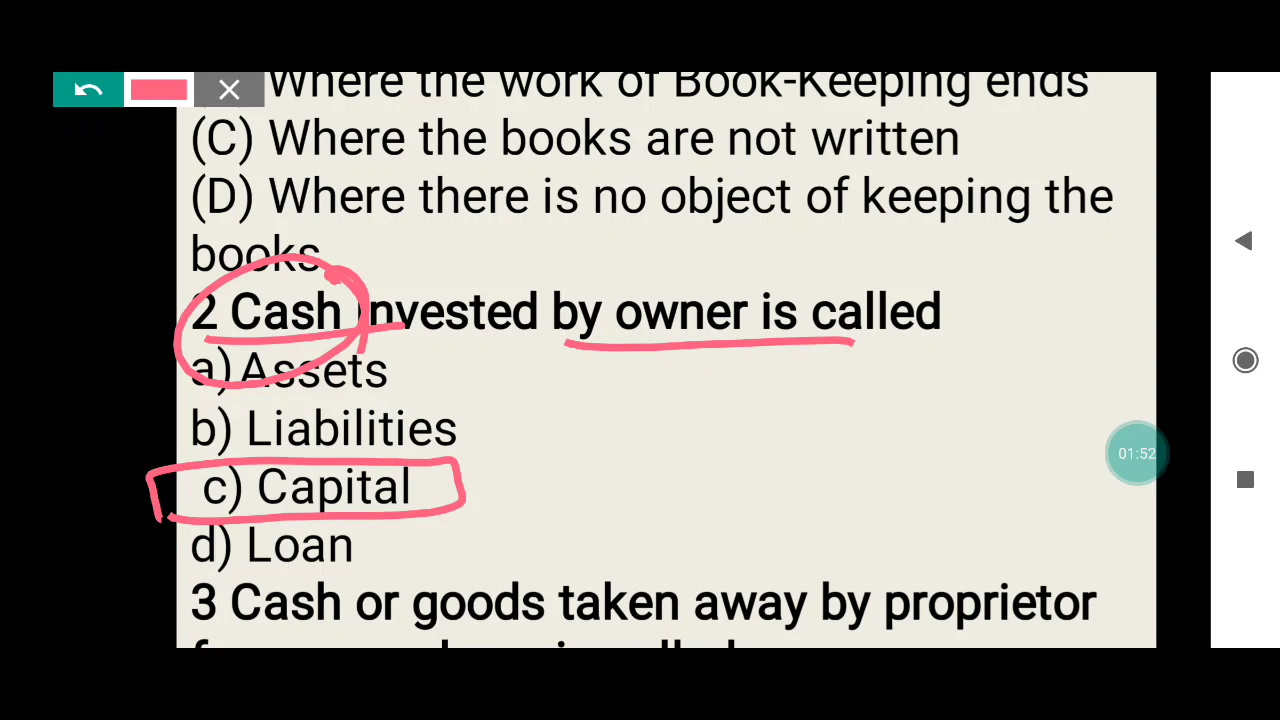 Where the work of Book-Keeping ends
(C) Where the books are not written
(D) Where there is no object of keeping the
books
2 Cash invested by owner is called
a) Assets
b) Liabilities
c) Capital
d) Loan
3 Cash or goods taken away by proprietor
01:52